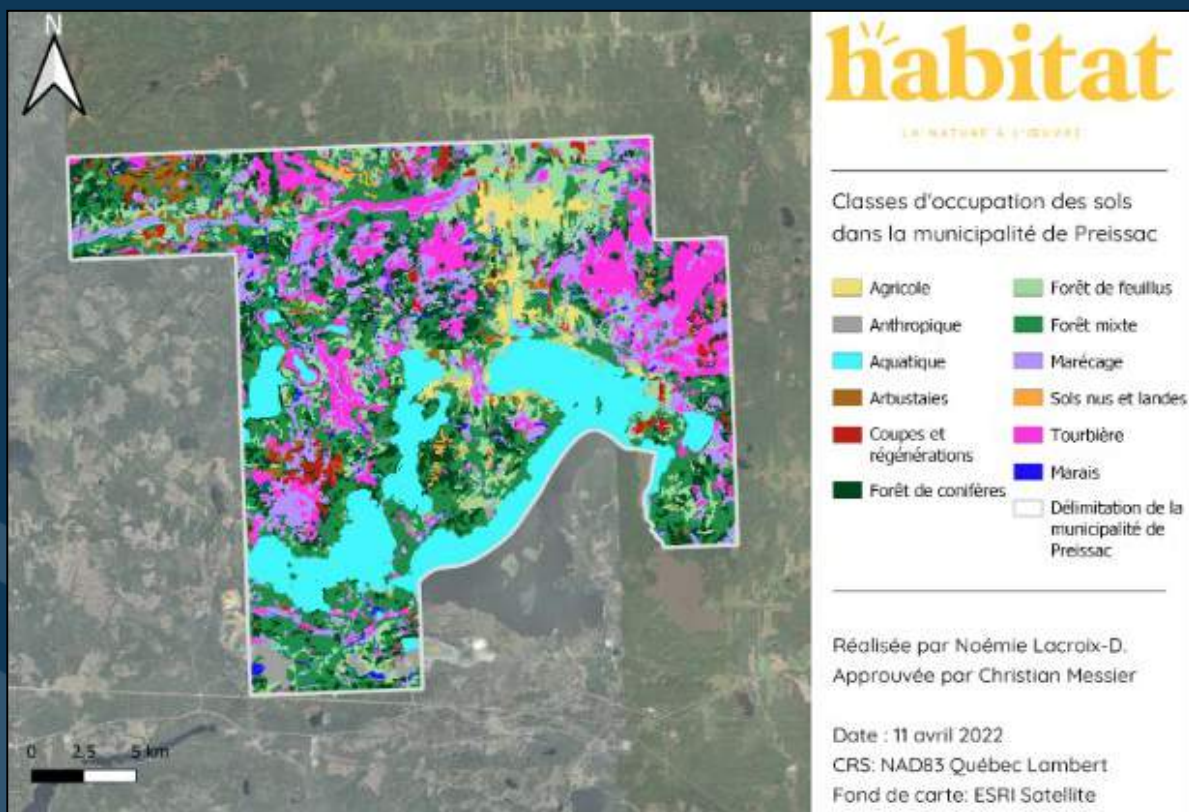 N
habitat
LA NATURE À L'ŒUVRE
Classes d'occupation des sols
dans la municipalité de Preissac
Agricole
Anthropique
Aquatique
Arbustaies
Coupes et
régénérations
Forêt de conifères
Forêt de feuillus
Forêt mixte
Marécage
Sols nus et landes
Tourbière
Marais
Délimitation de la
municipalité de
Preissac
Réalisée par Noémie Lacroix-D.
Approuvée par Christian Messier
Date : 11 avril 2022
CRS: NAD83 Québec Lambert
Fond de carte: ESRI Satellite
0 2,5 5 km